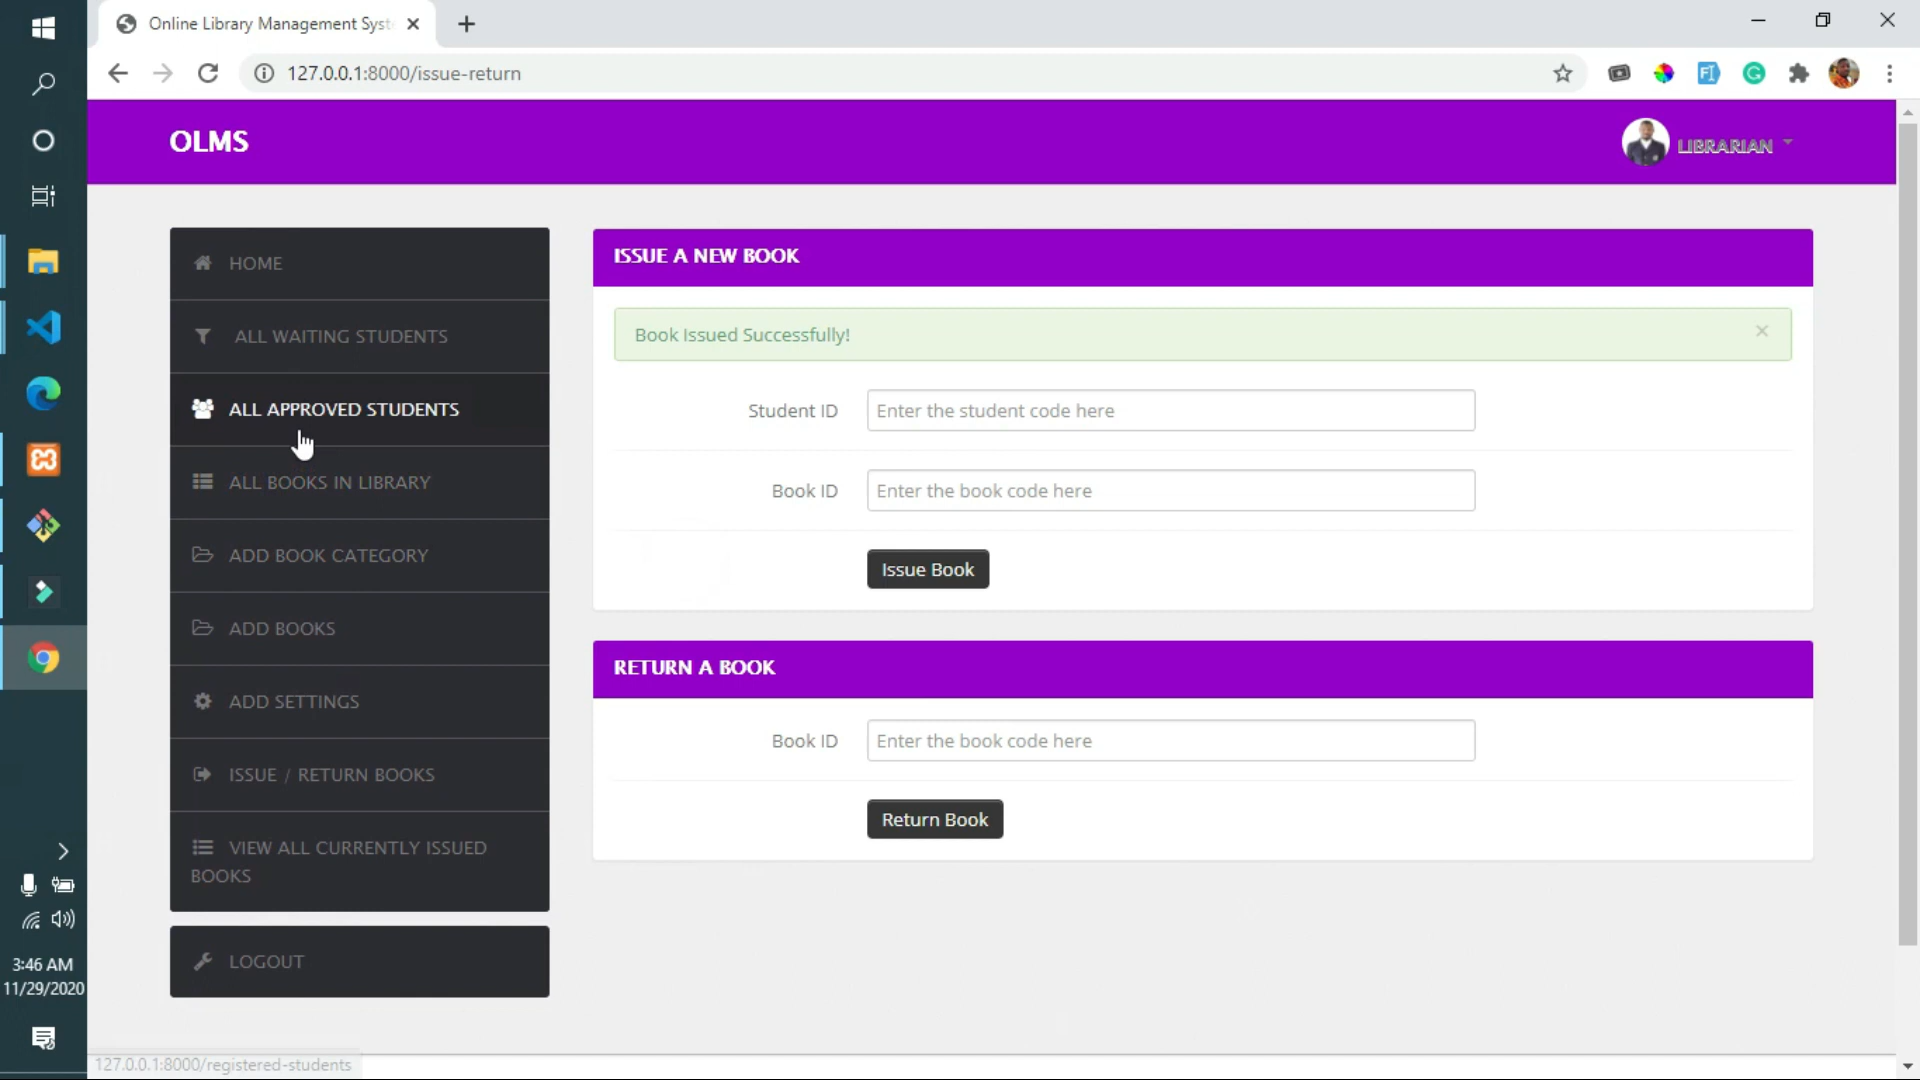 Online Library Management Syst
127.0.0.1:8000/issue-return
OLMS
LIBRARIAN
HOME
ALL WAITING STUDENTS
ALL APPROVED STUDENTS
ALL BOOKS IN LIBRARY
ADD BOOK CATEGORY
ADD BOOKS
ADD SETTINGS
ISSUE / RETURN BOOKS
VIEW ALL CURRENTLY ISSUED
BOOKS
LOGOUT
ISSUE A NEW BOOK
Book Issued Successfully!
Student ID
Enter the student code here
Book ID
Enter the book code here
Issue Book
RETURN A BOOK
Book ID
Enter the book code here
Return Book
3:46 AM
11/29/2020
127.0.0.1:8000/registered-students